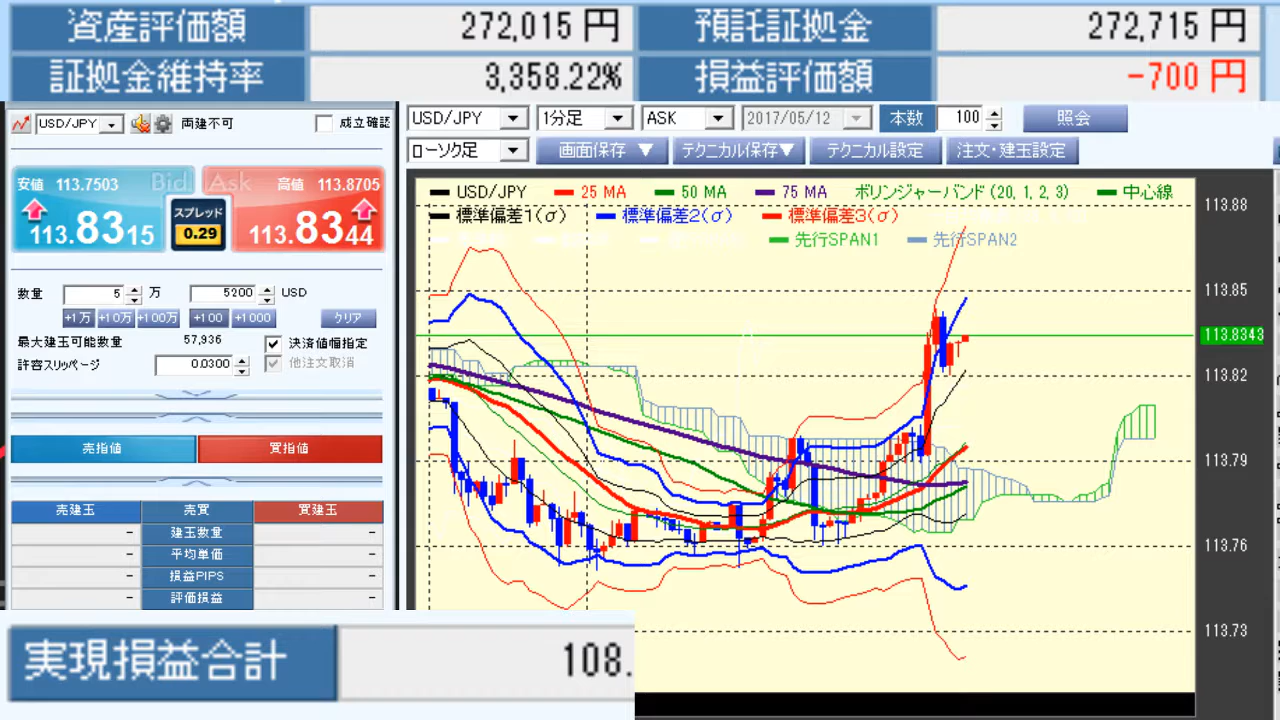 資産評価額 272,015 円 預託証拠金 272,715 円
証拠金維持率 3,358.22% 損益評価額 -700 円
USD/JPY 両建不可 成立確認
USD/JPY 1分足 ASK 2017/05/12 本数 100 照会
ローソク足 画面保存 ▼ テクニカル保存▼ テクニカル設定 注文・建玉設定
安値 113.7503 Bid Ask 高値 113.8705
113.8315 スプレッド 0.29 113.8344
数量 5 万 5200 USD
+1万 +10万 +100万 +100 +1000 クリア
最大建玉可能数量 57,936 決済値幅指定
許容スリッページ 0.0300 他注文取消
売指値 買指値
売建玉 売買 買建玉
- 建玉数量 -
- 平均単価 -
- 損益PIPS -
- 評価損益 -
USD/JPY 25 MA 50 MA 75 MA ボリンジャーバンド(20, 1, 2, 3) 中心線
標準偏差1(σ) 標準偏差2(σ) 標準偏差3(σ)
先行SPAN1 先行SPAN2
113.88
113.85
113.8343
113.82
113.79
113.76
113.73
実現損益合計 108.